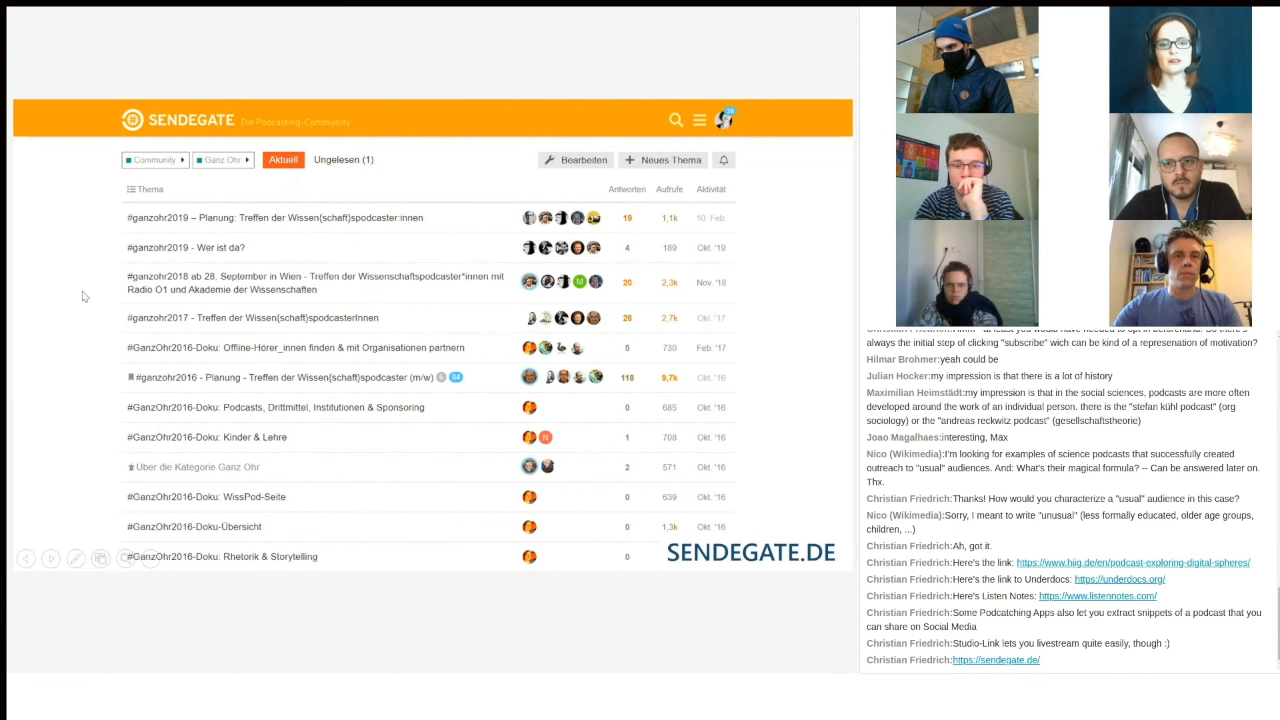 SENDEGATE Die Podcasting-Community
Community Ganz Ohr Aktuell Ungelesen (1) Bearbeiten + Neues Thema
Thema Antworten Aufrufe Aktivität
#ganzohr2019 – Planung: Treffen der Wissen{schaft}spodcaster:innen 19 1,1k 10. Feb.
#ganzohr2019 - Wer ist da? 4 189 Okt. '19
#ganzohr2018 ab 28. September in Wien - Treffen der Wissenschaftspodcaster*innen mit
Radio Ö1 und Akademie der Wissenschaften M 20 2,3k Nov. '18
#ganzohr2017 - Treffen der Wissen{schaft}spodcasterInnen 26 2,7k Okt. '17
#GanzOhr2016-Doku: Offline-Hörer_innen finden & mit Organisationen partnern 5 730 Feb. '17
#ganzohr2016 - Planung - Treffen der Wissen{schaft}spodcaster (m/w) 6 84 118 9,7k Okt. '16
#GanzOhr2016-Doku: Podcasts, Drittmittel, Institutionen & Sponsoring 0 685 Okt. '16
#GanzOhr2016-Doku: Kinder & Lehre N 1 708 Okt. '16
Über die Kategorie Ganz Ohr 2 571 Okt. '16
#GanzOhr2016-Doku: WissPod-Seite 0 639 Okt. '16
#GanzOhr2016-Doku-Übersicht 0 1,3k Okt. '16
#GanzOhr2016-Doku: Rhetorik & Storytelling 0
SENDEGATE.DE
always the initial step of clicking "subscribe" wich can be kind of a represenation of motivation?
Hilmar Brohmer:yeah could be
Julian Hocker:my impression is that there is a lot of history
Maximilian Heimstädt:my impression is that in the social sciences, podcasts are more often
developed around the work of an individual person. there is the "stefan kühl podcast" (org
sociology) or the "andreas reckwitz podcast" (gesellschaftstheorie)
Joao Magalhaes:interesting, Max
Nico (Wikimedia):I'm looking for examples of science podcasts that successfully created
outreach to "usual" audiences. And: What's their magical formula? -- Can be answered later on.
Thx.
Christian Friedrich:Thanks! How would you characterize a "usual" audience in this case?
Nico (Wikimedia):Sorry, I meant to write "unusual" (less formally educated, older age groups,
children, ...)
Christian Friedrich:Ah, got it.
Christian Friedrich:Here's the link: https://www.hiig.de/en/podcast-exploring-digital-spheres/
Christian Friedrich:Here's the link to Underdocs: https://underdocs.org/
Christian Friedrich:Here's Listen Notes: https://www.listennotes.com/
Christian Friedrich:Some Podcatching Apps also let you extract snippets of a podcast that you
can share on Social Media
Christian Friedrich:Studio-Link lets you livestream quite easily, though :)
Christian Friedrich:https://sendegate.de/